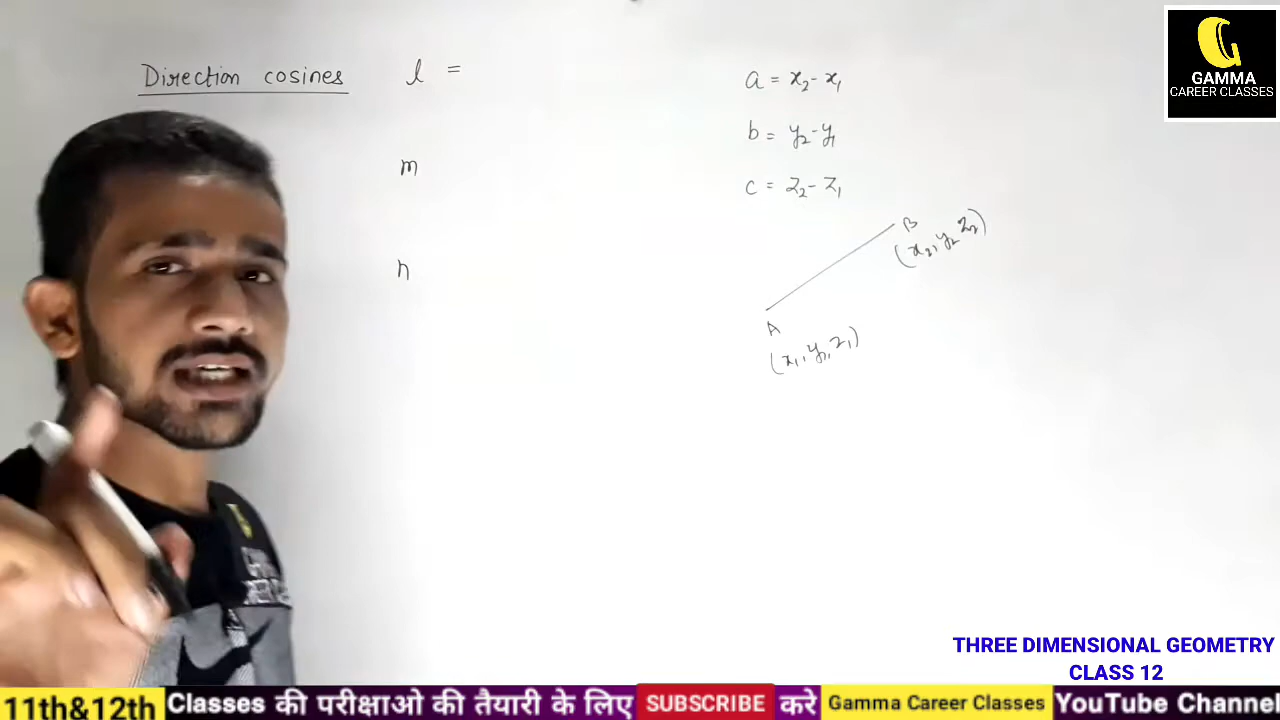 Direction cosines l =
m
n
a = x₂ - x₁
b = y₂ - y₁
c = z₂ - z₁
B
(x₂, y₂ z₂)
A
(x₁, y₁, z₁)
GAMMA
CAREER CLASSES
THREE DIMENSIONAL GEOMETRY
CLASS 12
11th&12th Classes की परीक्षाओ की तैयारी के लिए SUBSCRIBE करे Gamma Career Classes YouTube Channel